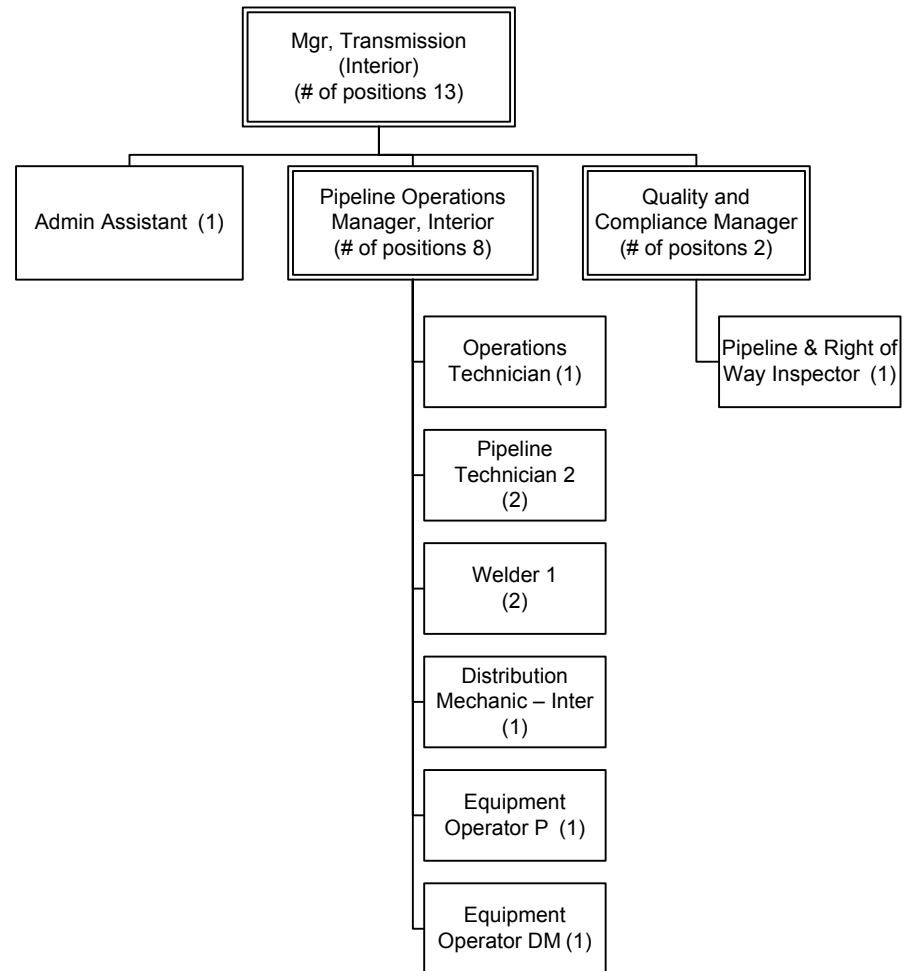 Mgr, Transmission
(Interior)
(# of positions 13)
Admin Assistant (1)
Pipeline Operations
Manager, Interior
(# of positions 8)
Quality and
Compliance Manager
(# of positons 2)
Operations
Technician (1)
Pipeline & Right of
Way Inspector (1)
Pipeline
Technician 2
(2)
Welder 1
(2)
Distribution
Mechanic – Inter
(1)
Equipment
Operator P (1)
Equipment
Operator DM (1)